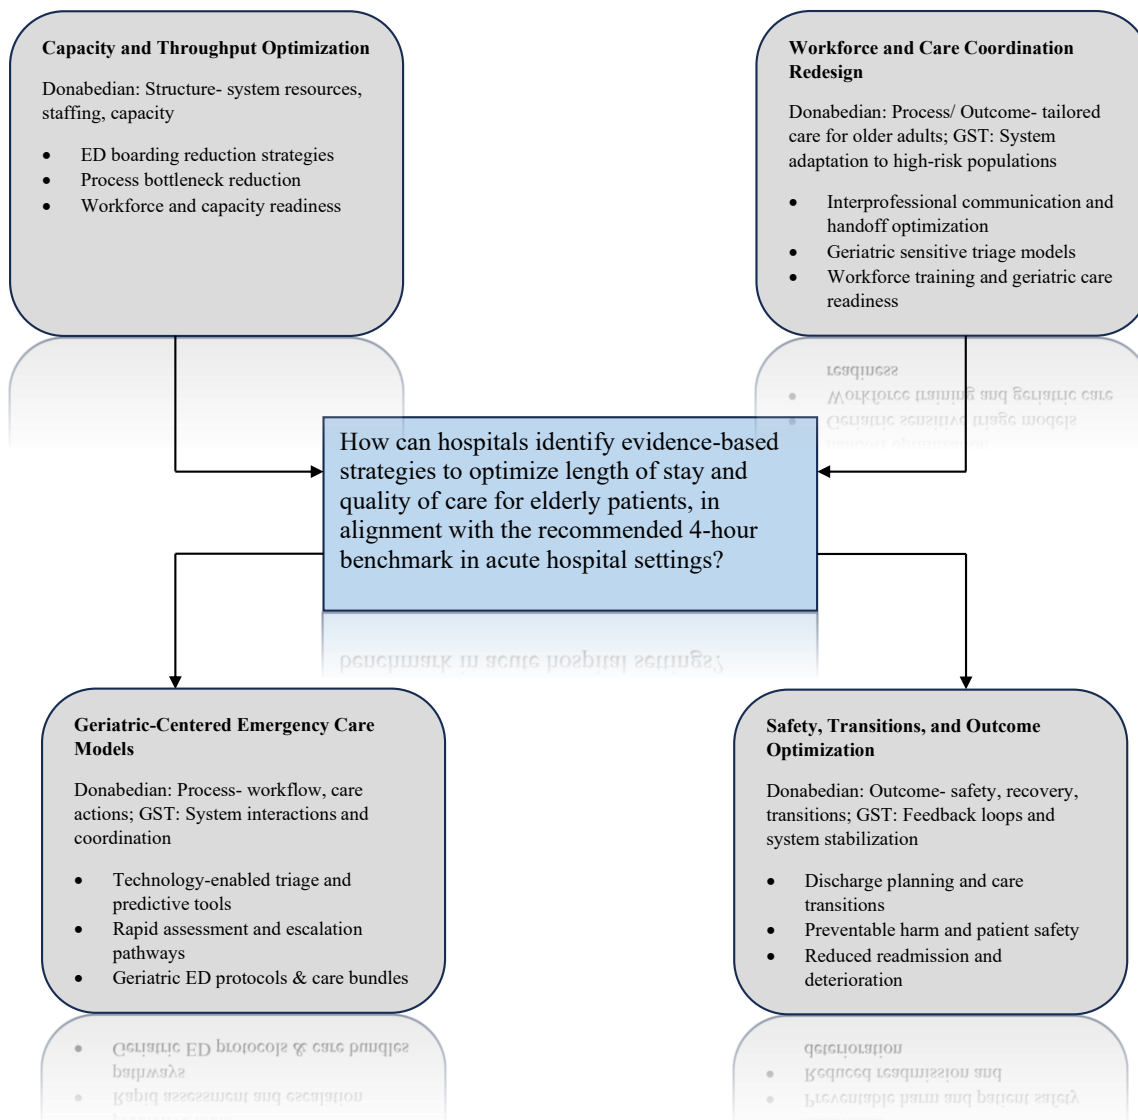 Capacity and Throughput Optimization
Donabedian: Structure- system resources,
staffing, capacity
• ED boarding reduction strategies
• Process bottleneck reduction
• Workforce and capacity readiness
Workforce and Care Coordination
Redesign
Donabedian: Process/ Outcome- tailored
care for older adults; GST: System
adaptation to high-risk populations
• Interprofessional communication and
handoff optimization
• Geriatric sensitive triage models
• Workforce training and geriatric care
readiness
How can hospitals identify evidence-based
strategies to optimize length of stay and
quality of care for elderly patients, in
alignment with the recommended 4-hour
benchmark in acute hospital settings?
Geriatric-Centered Emergency Care
Models
Donabedian: Process- workflow, care
actions; GST: System interactions and
coordination
• Technology-enabled triage and
predictive tools
• Rapid assessment and escalation
pathways
• Geriatric ED protocols & care bundles
Safety, Transitions, and Outcome
Optimization
Donabedian: Outcome- safety, recovery,
transitions; GST: Feedback loops and
system stabilization
• Discharge planning and care
transitions
• Preventable harm and patient safety
• Reduced readmission and
deterioration